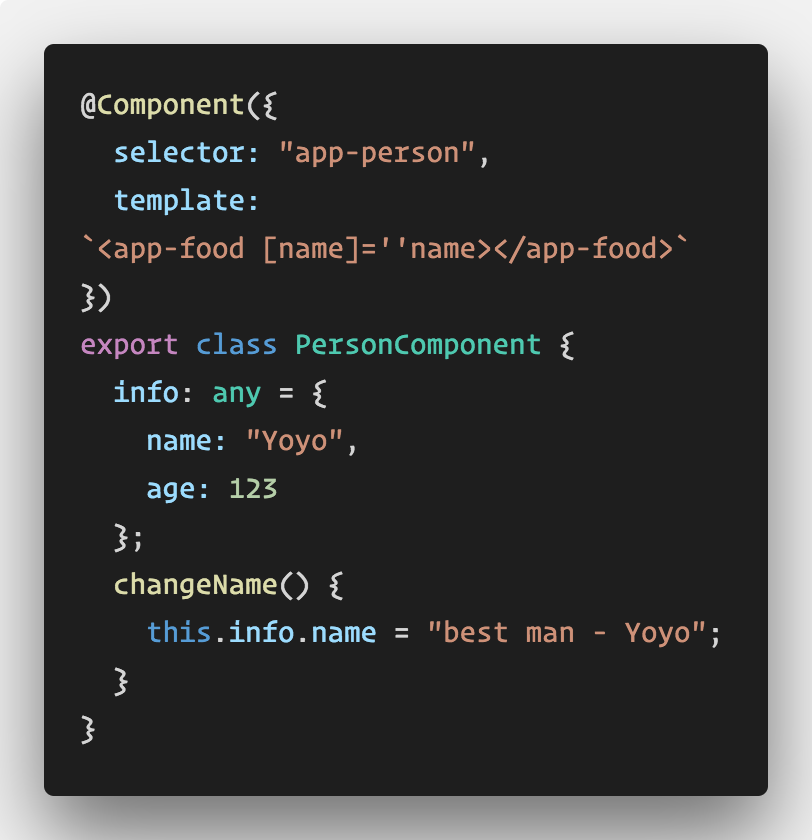 @Component({
  selector: "app-person",
  template:
`<app-food [name]=''name></app-food>`
})
export class PersonComponent {
  info: any = {
    name: "Yoyo",
    age: 123
  };
  changeName() {
    this.info.name = "best man - Yoyo";
  }
}